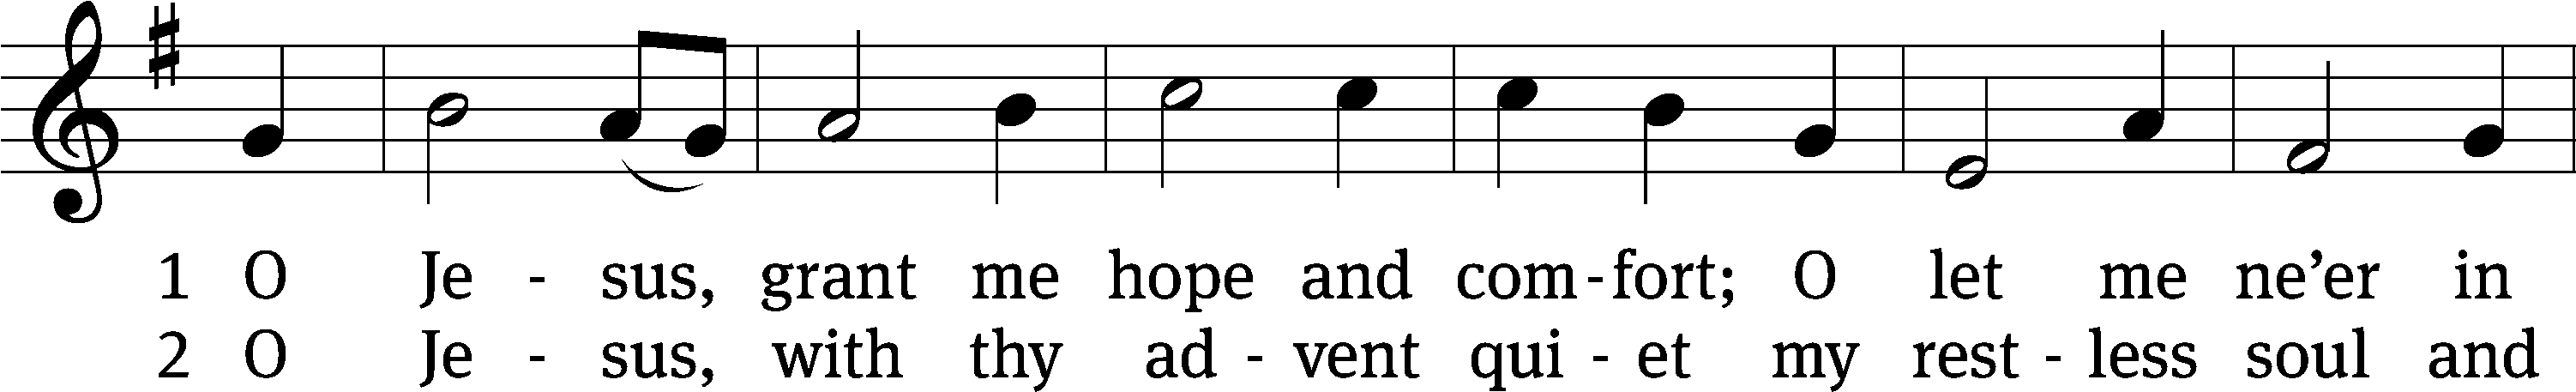 1 O Je - sus, grant me hope and com - fort; O let me ne’er in
2 O Je - sus, with thy ad - vent qui - et my rest - less soul and